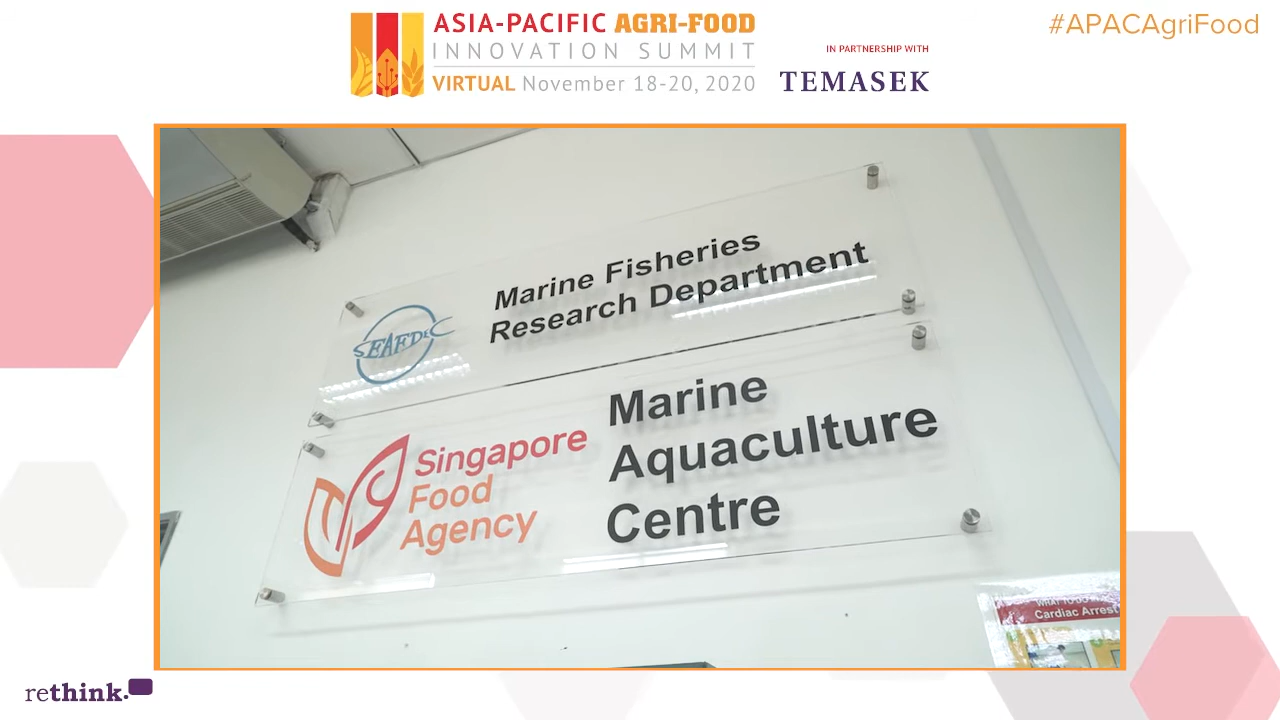 ASIA-PACIFIC AGRI-FOOD
INNOVATION SUMMIT
VIRTUAL November 18-20, 2020
IN PARTNERSHIP WITH
TEMASEK
#APACAgriFood
Marine Fisheries
Research Department
SEAFDEC
Singapore
Food
Agency
Marine
Aquaculture
Centre
Cardiac Arrest
rethink.